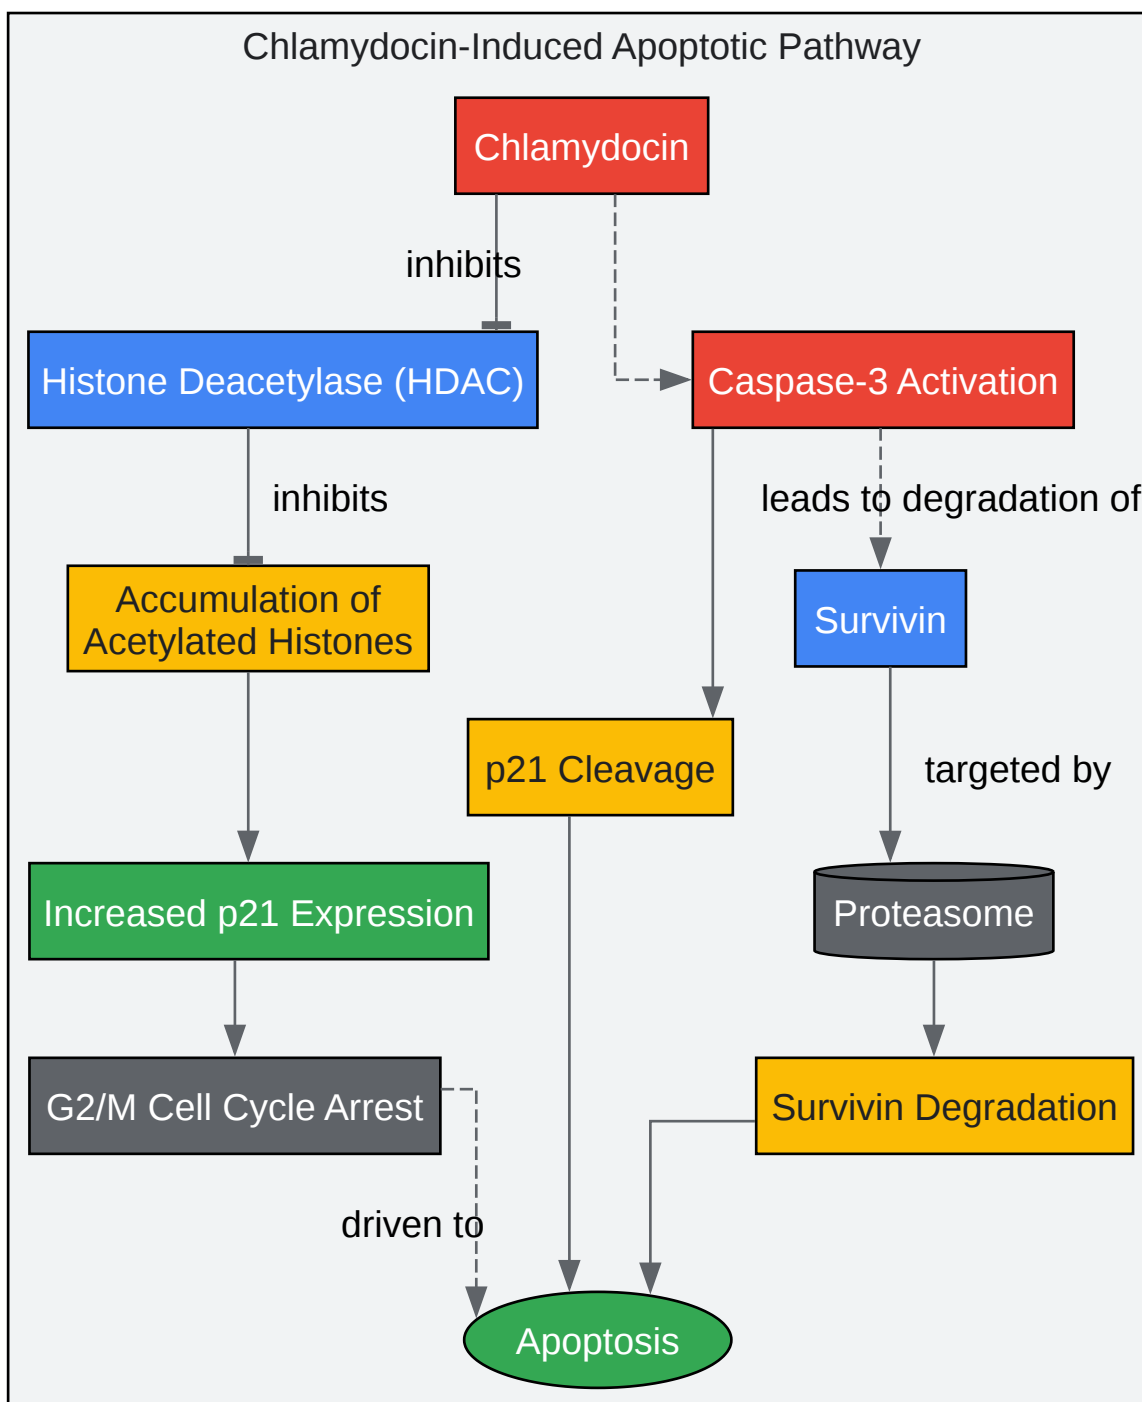 Chlamydocin-Induced Apoptotic Pathway
Chlamydocin
inhibits
Histone Deacetylase (HDAC)
Caspase-3 Activation
inhibits
leads to degradation of
Accumulation of
Acetylated Histones
Survivin
p21 Cleavage
targeted by
Increased p21 Expression
Proteasome
G2/M Cell Cycle Arrest
Survivin Degradation
driven to
Apoptosis